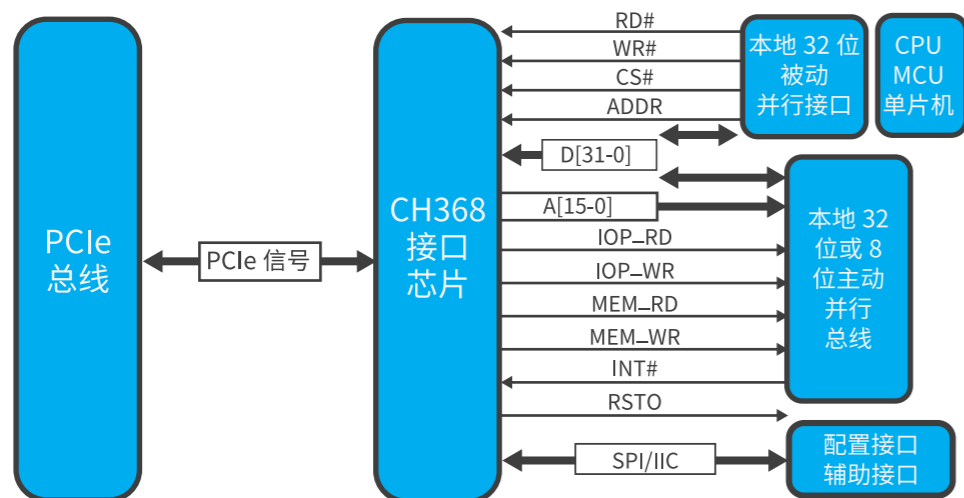 PCIe
总线
PCIe 信号
CH368
接口
芯片
RD#
WR#
CS#
ADDR
D[31-0]
A[15-0]
IOP_RD
IOP_WR
MEM_RD
MEM_WR
INT#
RSTO
SPI/IIC
本地 32 位
被动
并行接口
CPU
MCU
单片机
本地 32
位或 8
位主动
并行
总线
配置接口
辅助接口